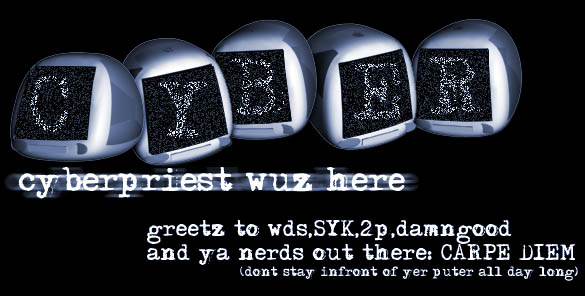 CYBER
cyberpriest wuz here
greetz to wds,SYK,2p,damngood
and ya nerds out there: CARPE DIEM
(dont stay infront of yer puter all day long)